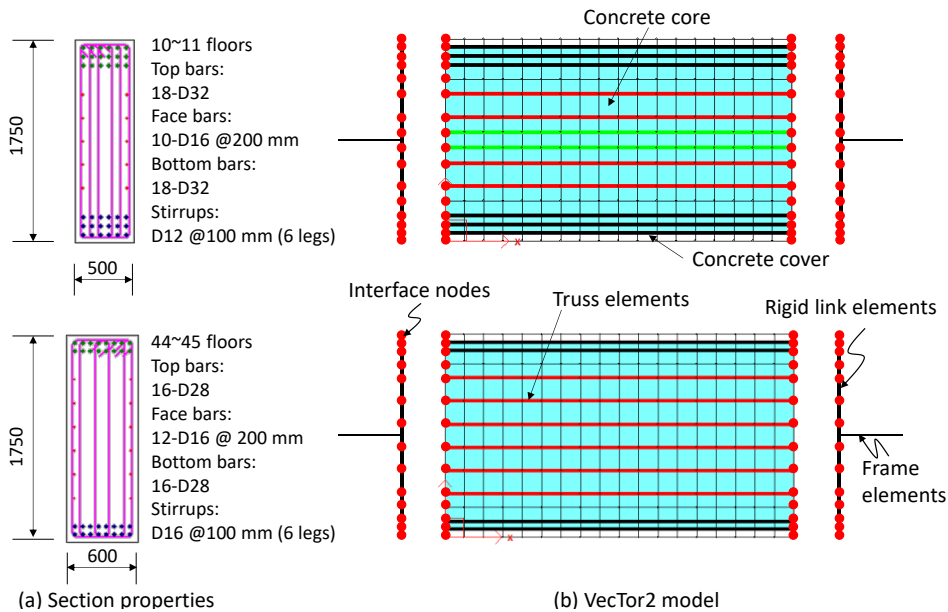 10~11 floors
Top bars:
18-D32
Face bars:
10-D16 @200 mm
Bottom bars:
18-D32
Stirrups:
D12 @100 mm (6 legs)
1750
500
Concrete core
x
Concrete cover
Interface nodes
Truss elements
Rigid link elements
44~45 floors
Top bars:
16-D28
Face bars:
12-D16 @ 200 mm
Bottom bars:
16-D28
Stirrups:
D16 @100 mm (6 legs)
1750
600
x
Frame
elements
(a) Section properties
(b) VecTor2 model